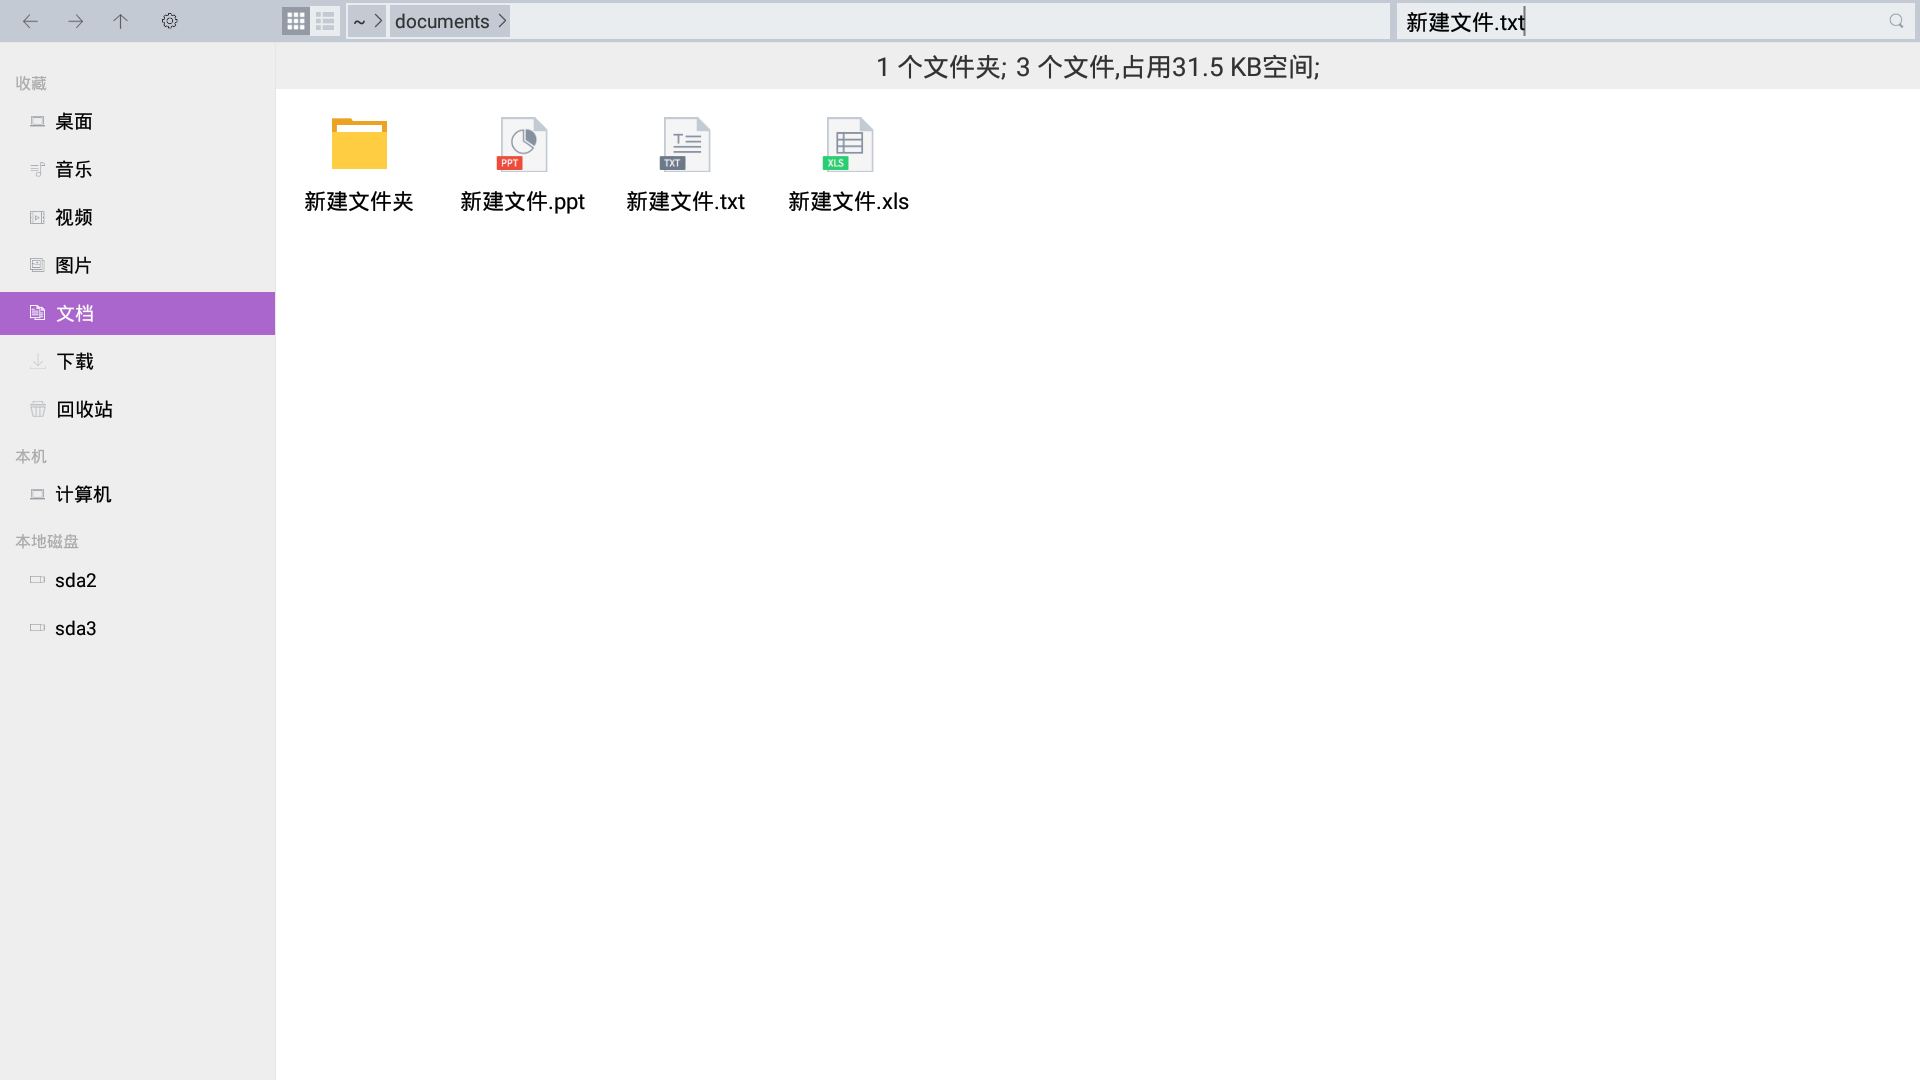 ~
documents
新建文件.txt
1 个文件夹; 3 个文件,占用31.5 KB空间;
收藏
桌面
音乐
视频
图片
文档
下载
回收站
本机
计算机
本地磁盘
sda2
sda3
PPT
TXT
XLS
新建文件夹
新建文件.ppt
新建文件.txt
新建文件.xls